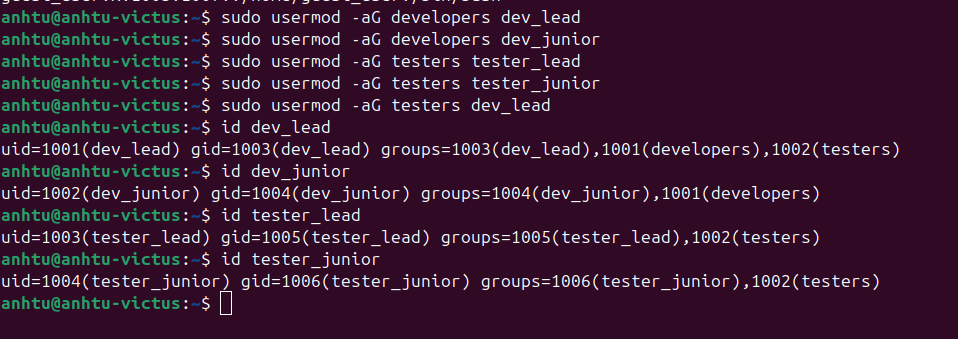 anhtu@anhtu-victus:~$ sudo usermod -aG developers dev_lead
anhtu@anhtu-victus:~$ sudo usermod -aG developers dev_junior
anhtu@anhtu-victus:~$ sudo usermod -aG testers tester_lead
anhtu@anhtu-victus:~$ sudo usermod -aG testers tester_junior
anhtu@anhtu-victus:~$ sudo usermod -aG testers dev_lead
anhtu@anhtu-victus:~$ id dev_lead
uid=1001(dev_lead) gid=1003(dev_lead) groups=1003(dev_lead),1001(developers),1002(testers)
anhtu@anhtu-victus:~$ id dev_junior
uid=1002(dev_junior) gid=1004(dev_junior) groups=1004(dev_junior),1001(developers)
anhtu@anhtu-victus:~$ id tester_lead
uid=1003(tester_lead) gid=1005(tester_lead) groups=1005(tester_lead),1002(testers)
anhtu@anhtu-victus:~$ id tester_junior
uid=1004(tester_junior) gid=1006(tester_junior) groups=1006(tester_junior),1002(testers)
anhtu@anhtu-victus:~$